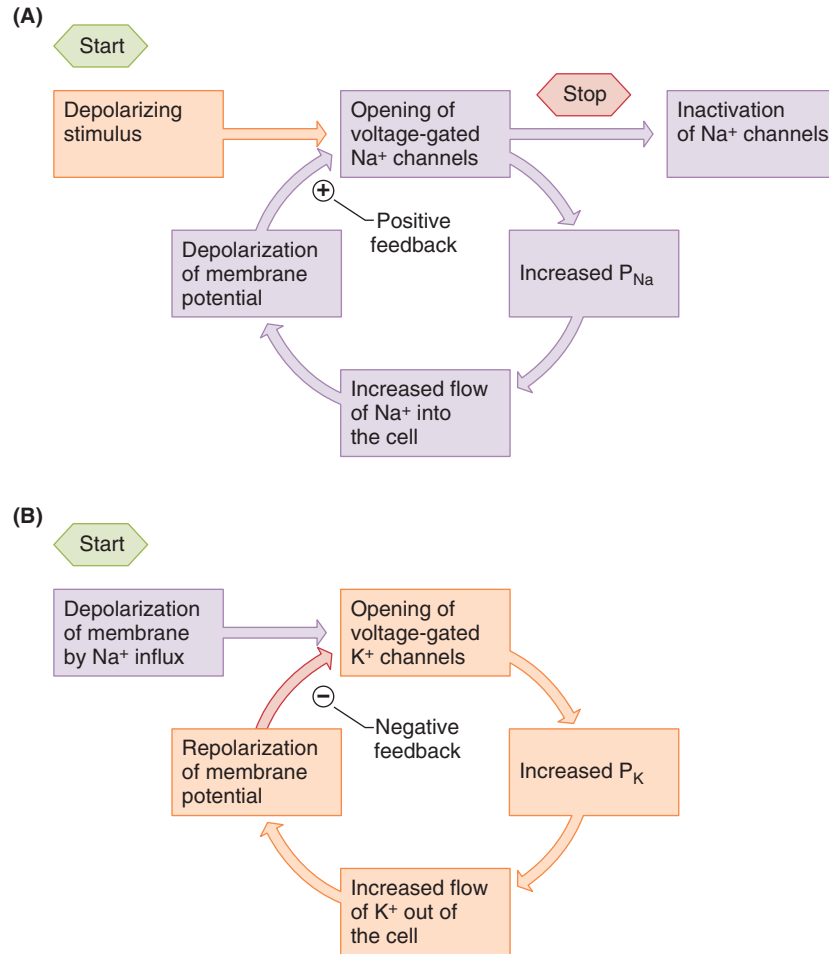 (A)
Start
Depolarizing
stimulus
Opening of
voltage-gated
Na⁺ channels
Stop
Inactivation
of Na⁺ channels
+
Positive
feedback
Depolarization
of membrane
potential
Increased P_Na
Increased flow
of Na⁺ into
the cell
(B)
Start
Depolarization
of membrane
by Na⁺ influx
Opening of
voltage-gated
K⁺ channels
−
Negative
feedback
Repolarization
of membrane
potential
Increased P_K
Increased flow
of K⁺ out of
the cell